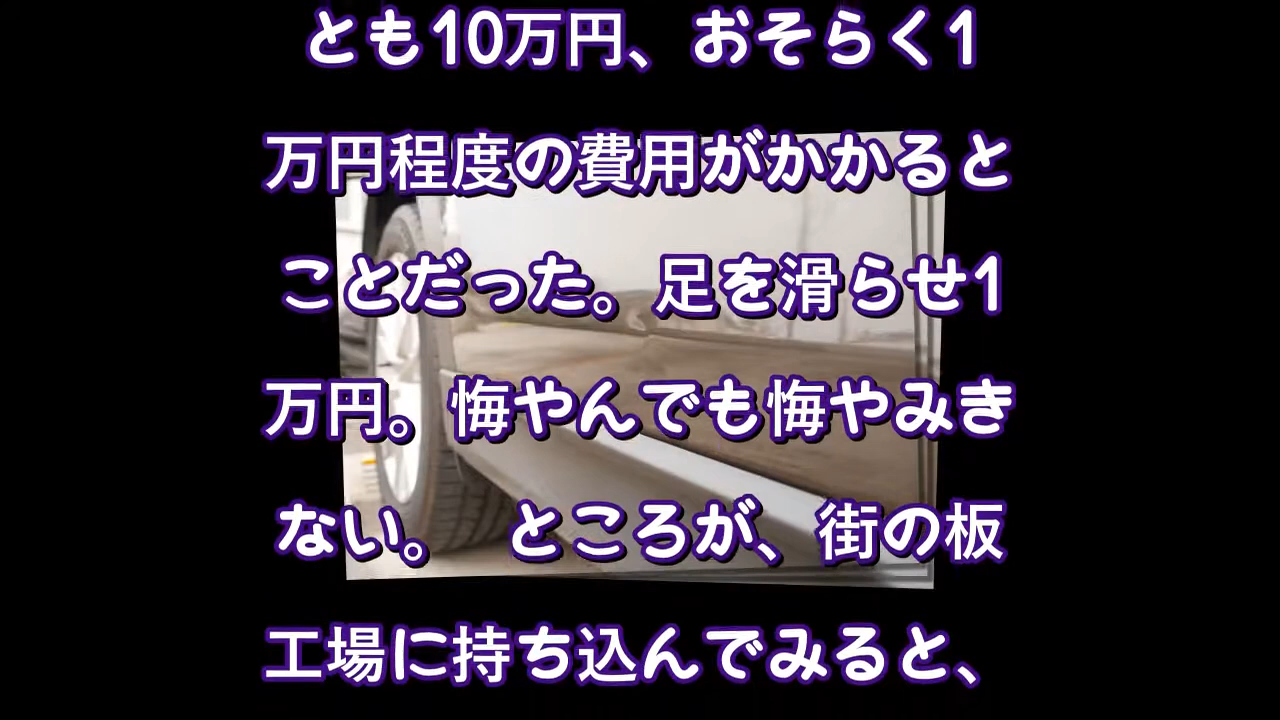 とも10万円、おそらく1
万円程度の費用がかかると
ことだった。足を滑らせ1
万円。悔やんでも悔やみき
ない。　ところが、街の板
工場に持ち込んでみると、